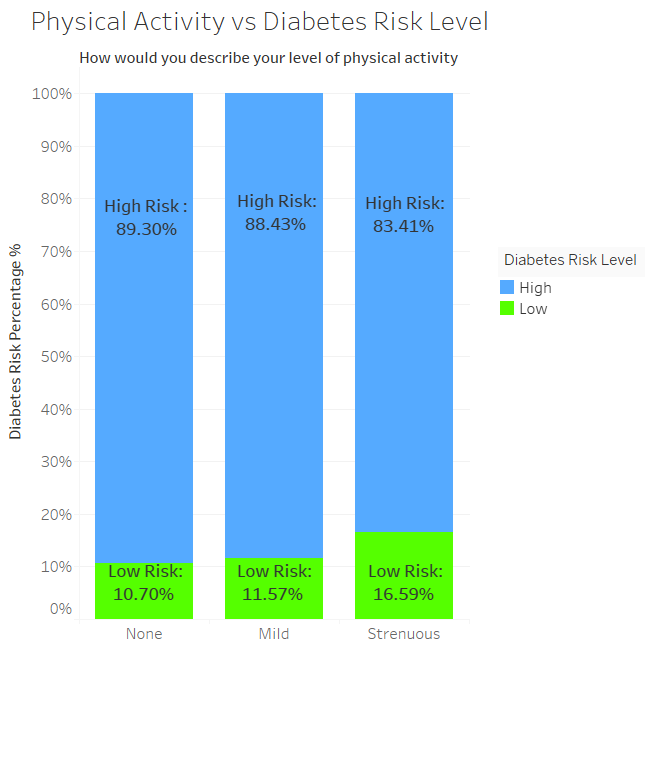 Physical Activity vs Diabetes Risk Level
How would you describe your level of physical activity
Diabetes Risk Percentage %
100%
90%
80%
70%
60%
50%
40%
30%
20%
10%
0%
High Risk :
89.30%
High Risk:
88.43%
High Risk:
83.41%
Low Risk:
10.70%
Low Risk:
11.57%
Low Risk:
16.59%
None
Mild
Strenuous
Diabetes Risk Level
High
Low